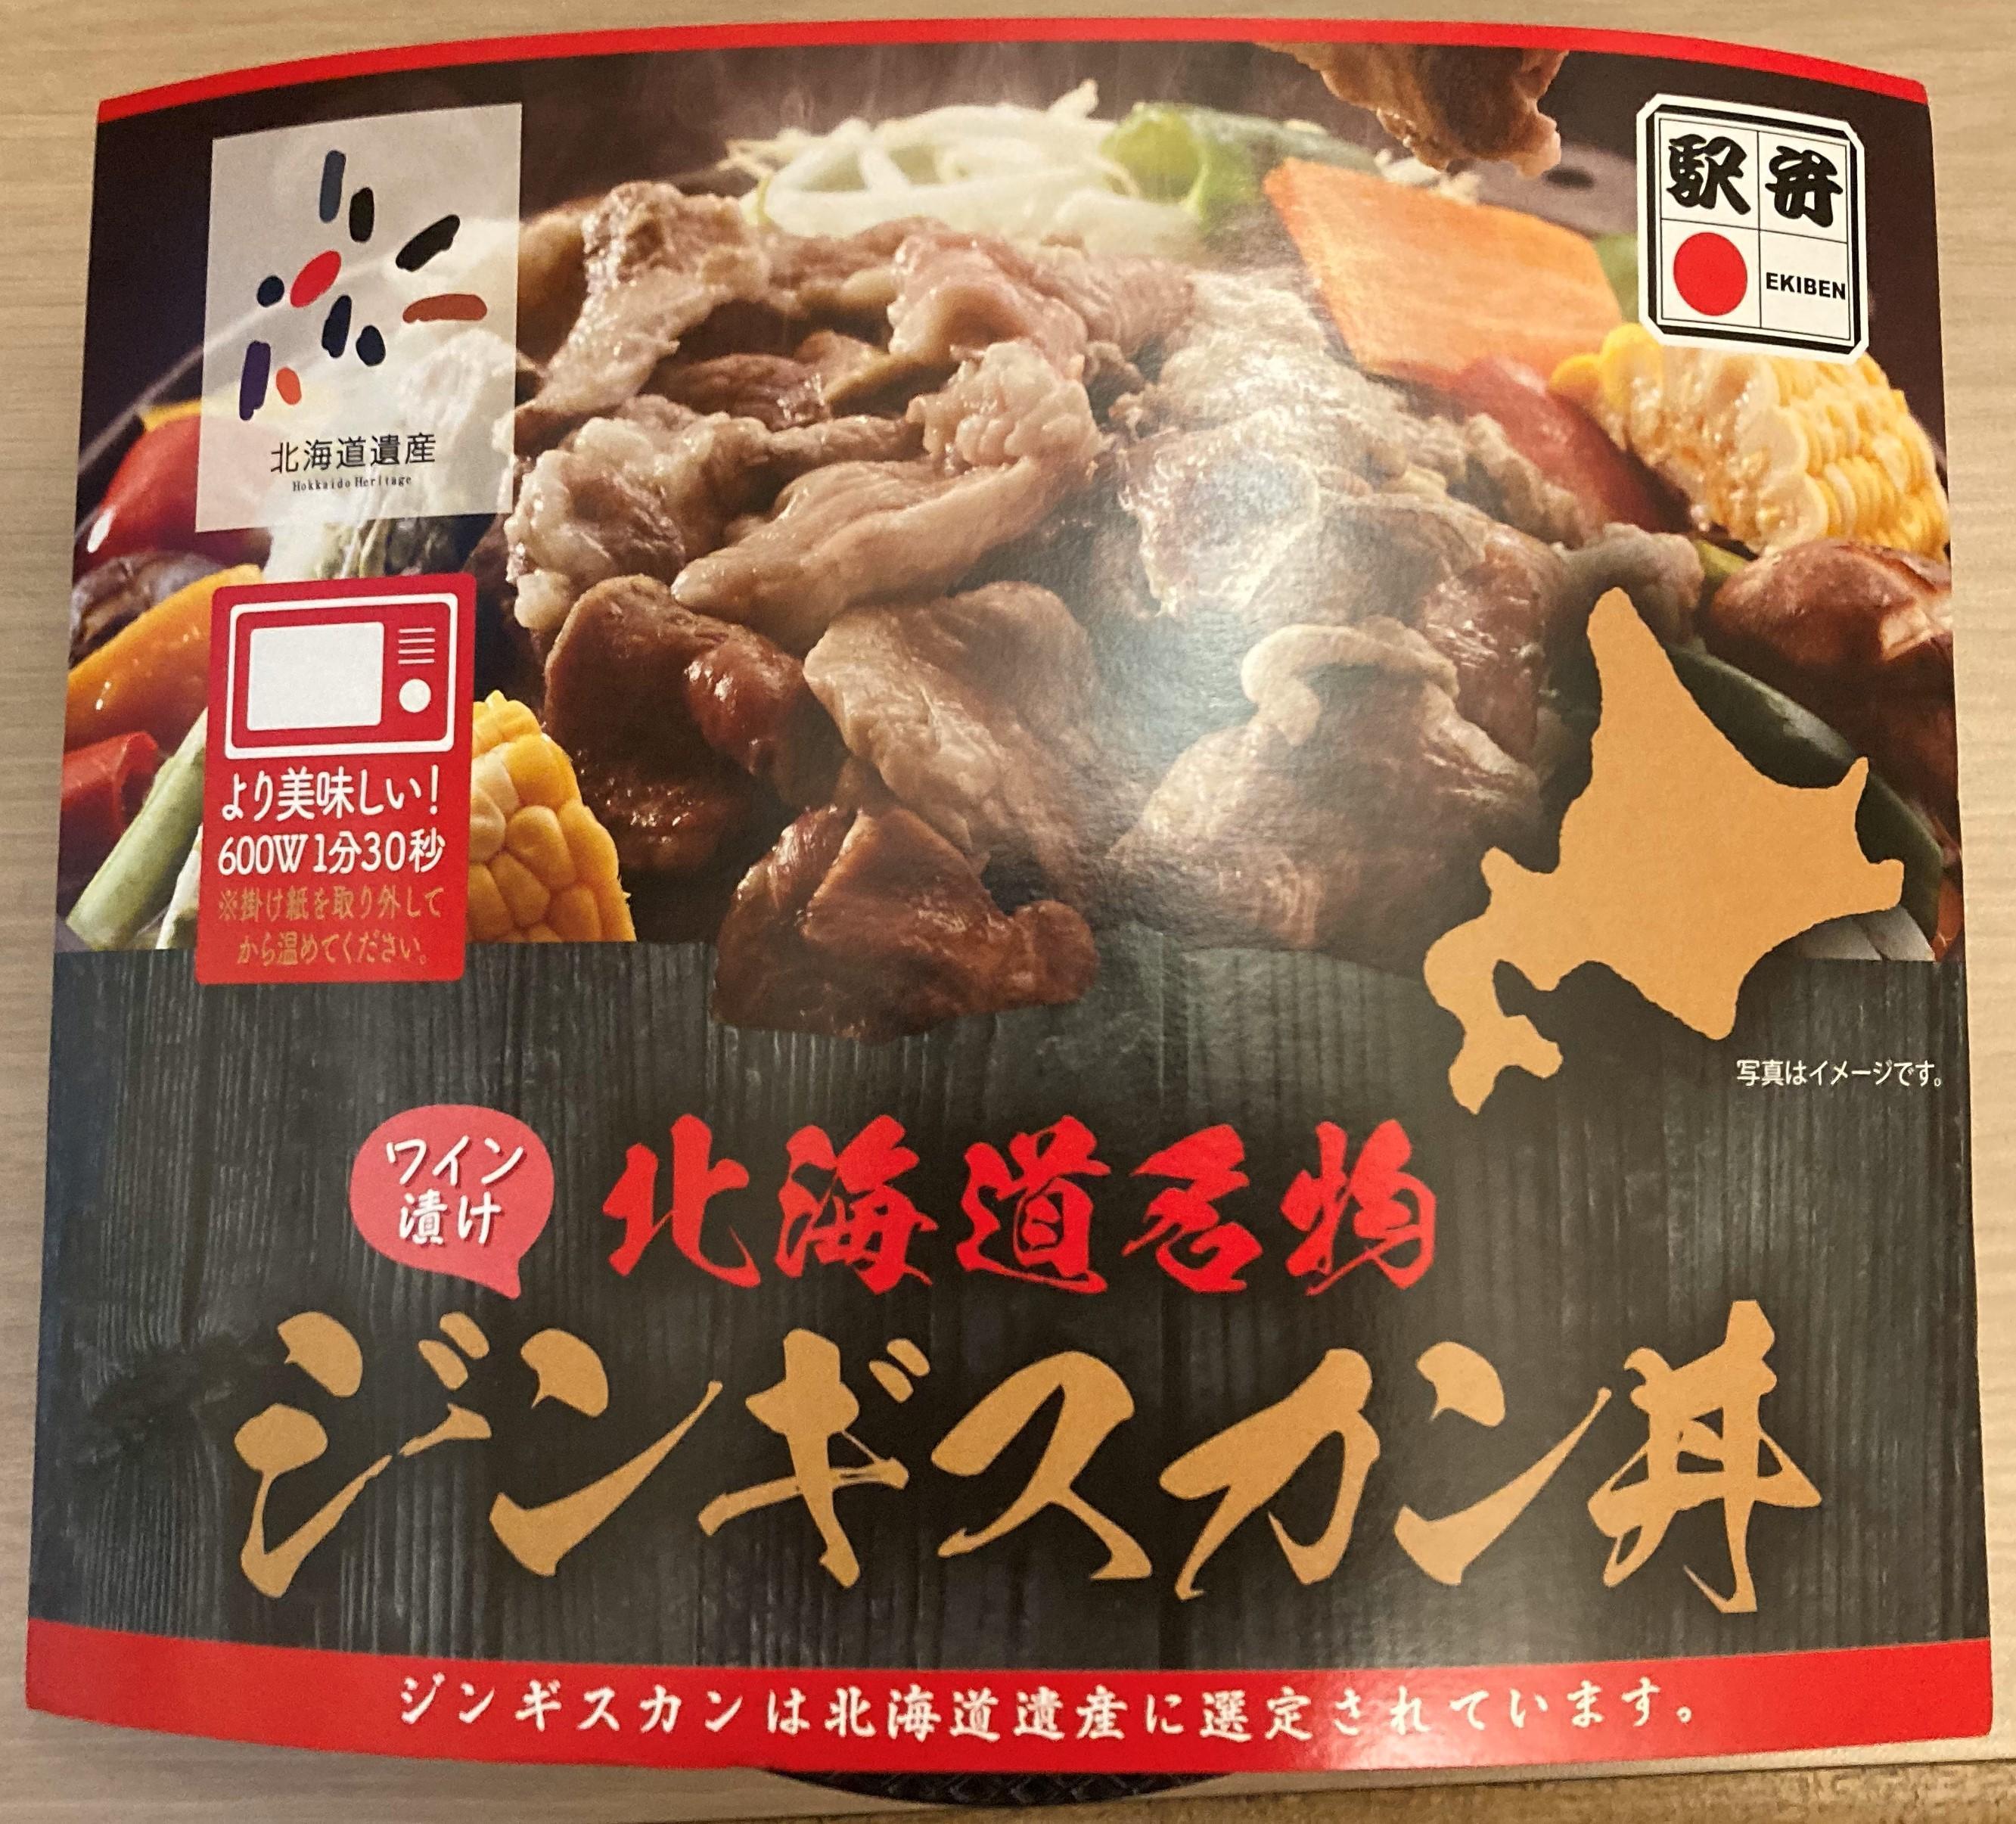 駅弁
EKIBEN
北海道遺産
Hokkaido Heritage
より美味しい!
600W1分30秒
※掛け紙を取り外して
から温めてください。
写真はイメージです。
ワイン
漬け
北海道名物
ジンギスカン丼
ジンギスカンは北海道遺産に選定されています。